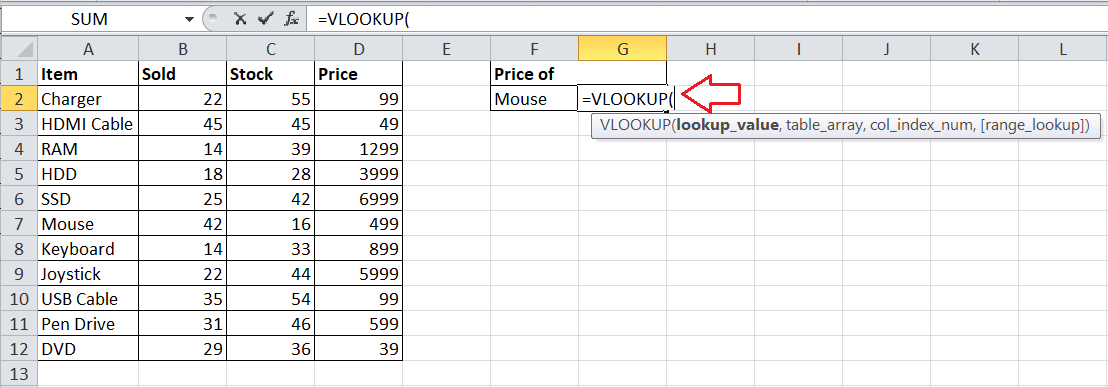 SUM fx =VLOOKUP(
A B C D E F G H I J K L
1 Item Sold Stock Price Price of
2 Charger 22 55 99 Mouse =VLOOKUP(
VLOOKUP(lookup_value, table_array, col_index_num, [range_lookup])
3 HDMI Cable 45 45 49
4 RAM 14 39 1299
5 HDD 18 28 3999
6 SSD 25 42 6999
7 Mouse 42 16 499
8 Keyboard 14 33 899
9 Joystick 22 44 5999
10 USB Cable 35 54 99
11 Pen Drive 31 46 599
12 DVD 29 36 39
13